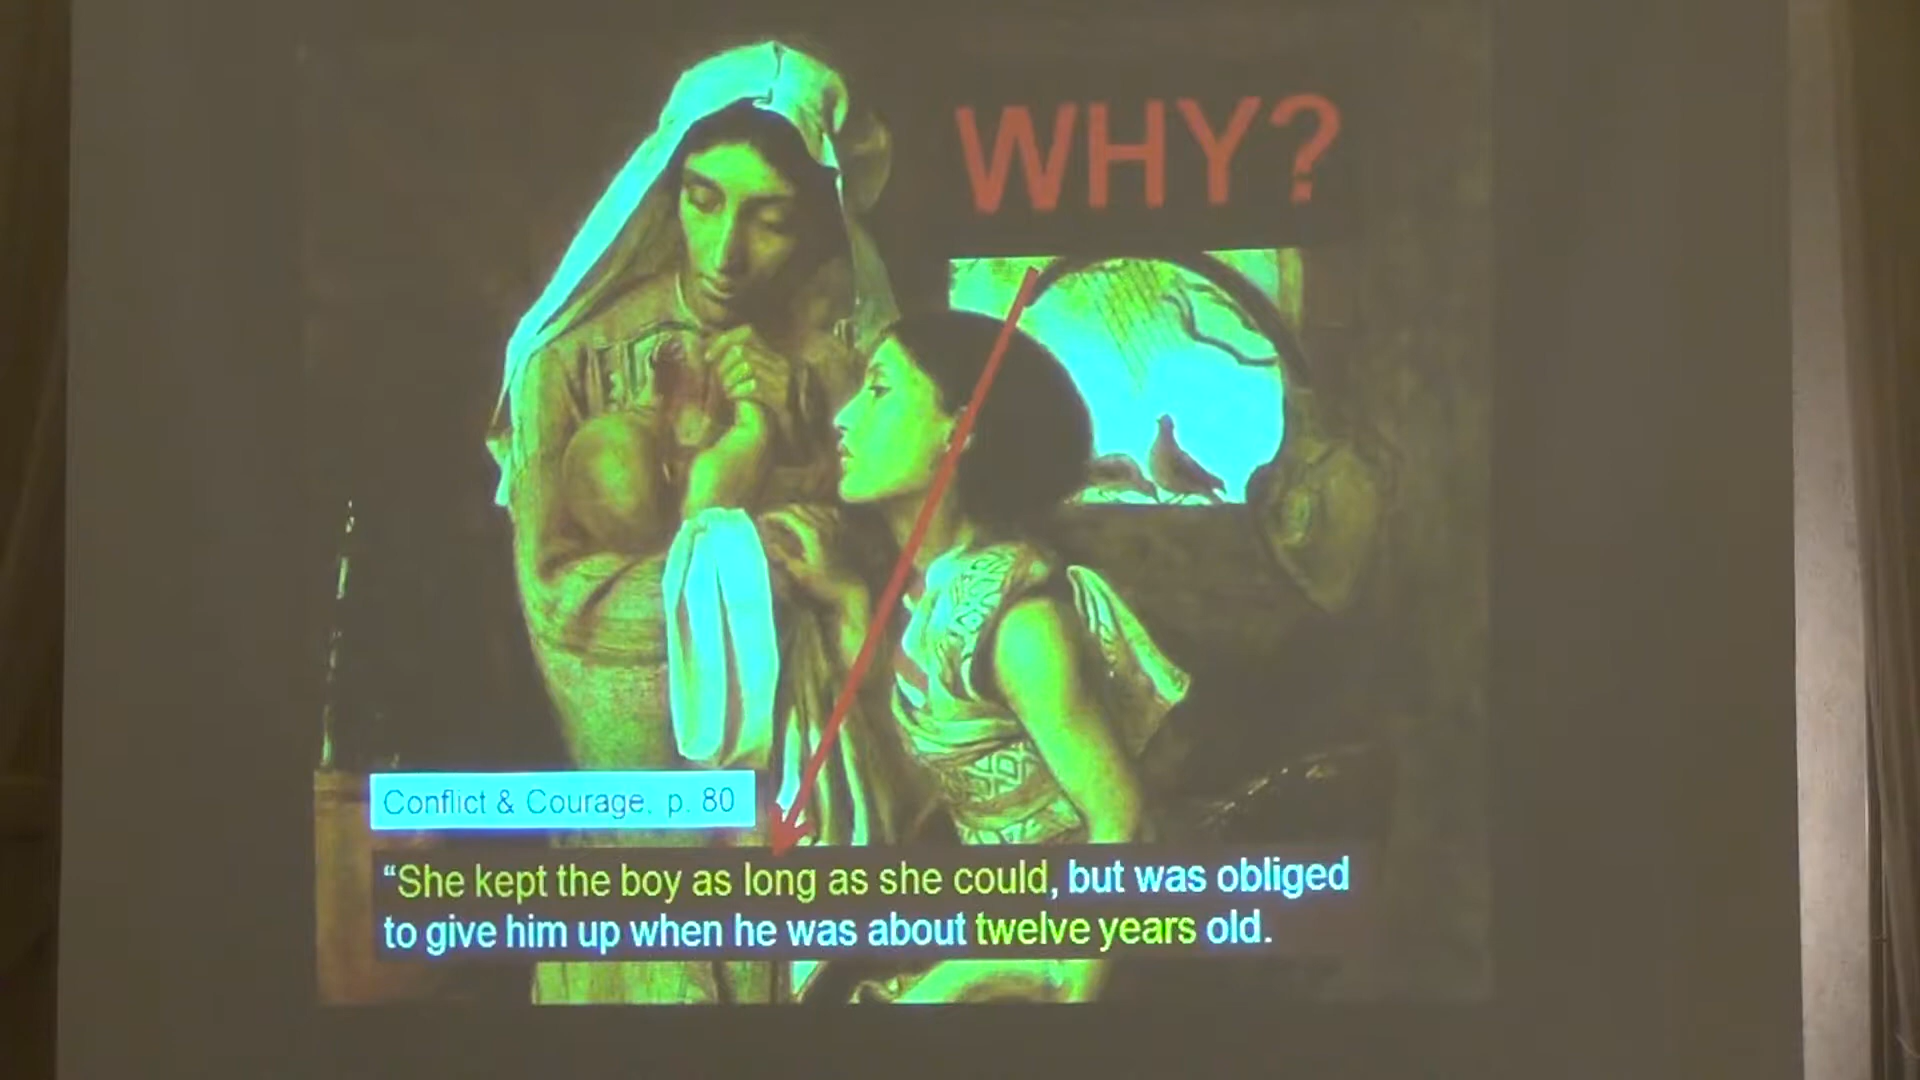 WHY?
Conflict & Courage, p. 80
“She kept the boy as long as she could, but was obliged
to give him up when he was about twelve years old.